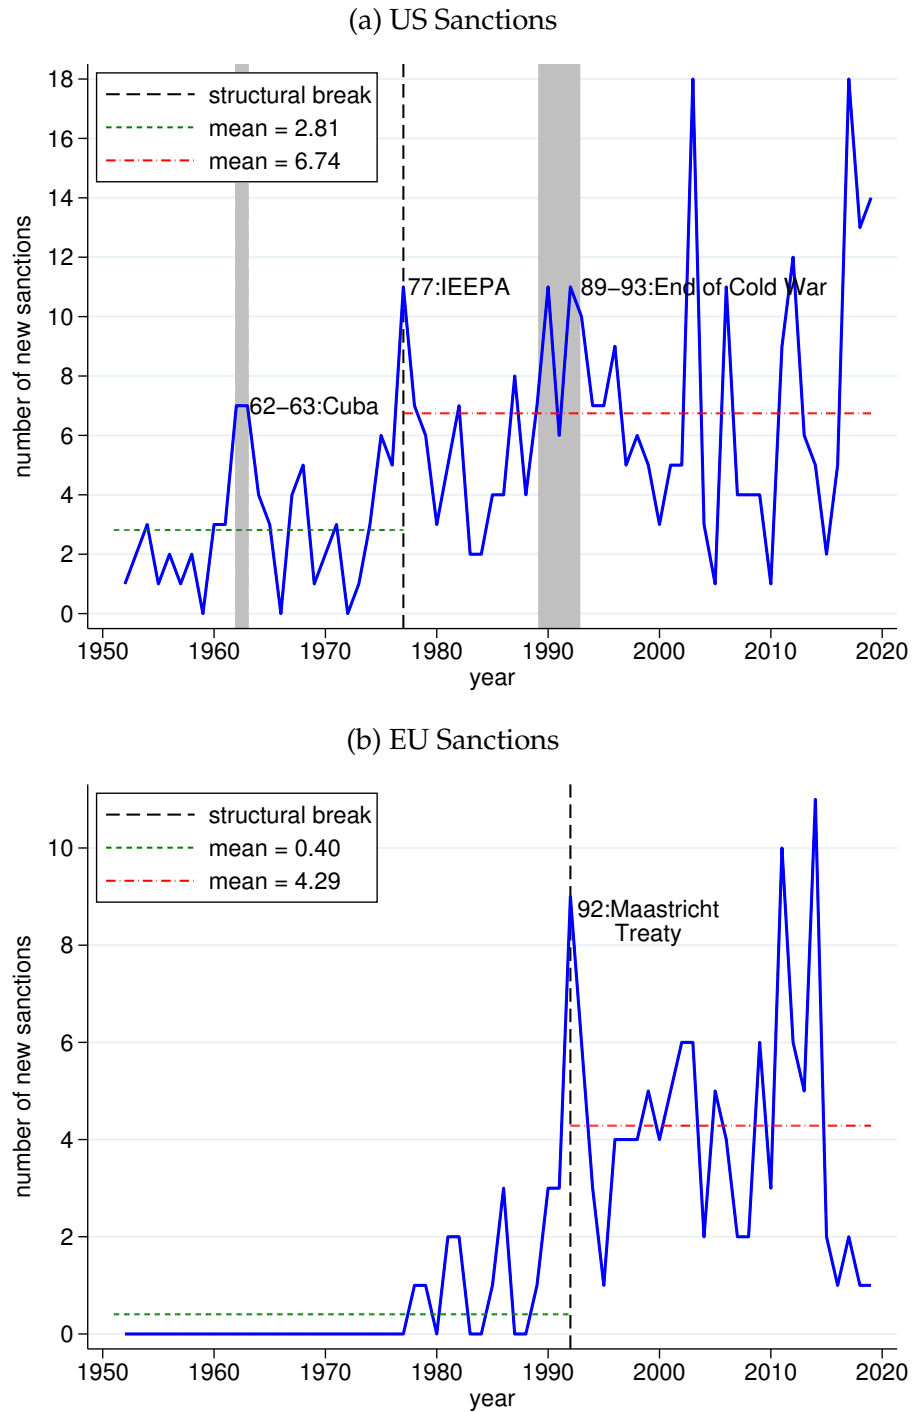 (a) US Sanctions
structural break
mean = 2.81
mean = 6.74
18
16
14
12
10
8
6
4
2
0
number of new sanctions
77:IEEPA
89−93:End of Cold War
62−63:Cuba
1950 1960 1970 1980 1990 2000 2010 2020
year
(b) EU Sanctions
structural break
mean = 0.40
mean = 4.29
10
8
6
4
2
0
number of new sanctions
92:Maastricht
Treaty
1950 1960 1970 1980 1990 2000 2010 2020
year